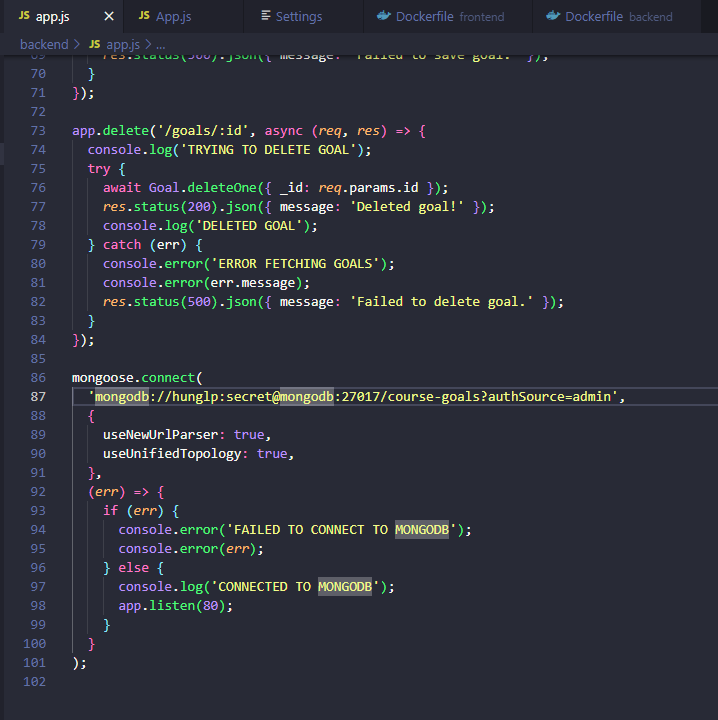 JS app.js ×
JS App.js
Settings
Dockerfile frontend
Dockerfile backend
backend > JS app.js > ...
69 res.status(500).json({ message: 'Failed to save goal.' });
70 }
71 });
72
73 app.delete('/goals/:id', async (req, res) => {
74 console.log('TRYING TO DELETE GOAL');
75 try {
76 await Goal.deleteOne({ _id: req.params.id });
77 res.status(200).json({ message: 'Deleted goal!' });
78 console.log('DELETED GOAL');
79 } catch (err) {
80 console.error('ERROR FETCHING GOALS');
81 console.error(err.message);
82 res.status(500).json({ message: 'Failed to delete goal.' });
83 }
84 });
85
86 mongoose.connect(
87 'mongodb://hunglp:secret@mongodb:27017/course-goals?authSource=admin',
88 {
89 useNewUrlParser: true,
90 useUnifiedTopology: true,
91 },
92 (err) => {
93 if (err) {
94 console.error('FAILED TO CONNECT TO MONGODB');
95 console.error(err);
96 } else {
97 console.log('CONNECTED TO MONGODB');
98 app.listen(80);
99 }
100 }
101 );
102